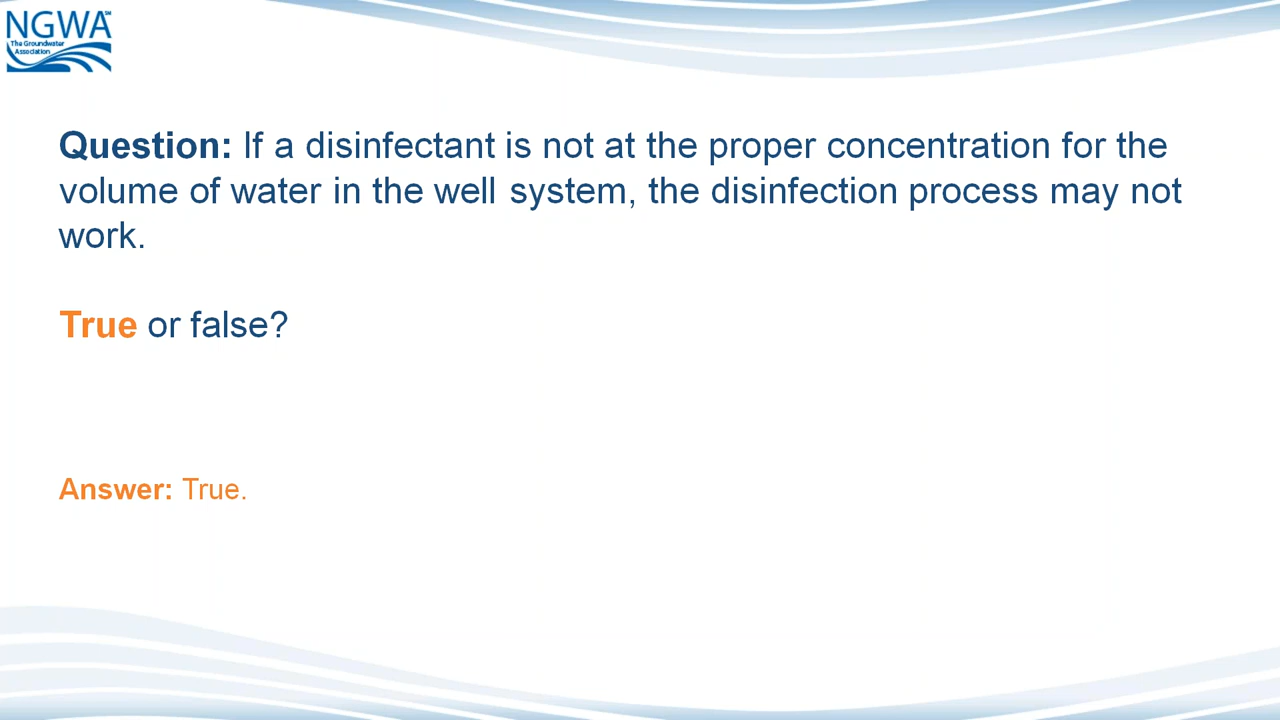 NGWA℠
The Groundwater
Association
Question: If a disinfectant is not at the proper concentration for the
volume of water in the well system, the disinfection process may not
work.
True or false?
Answer: True.